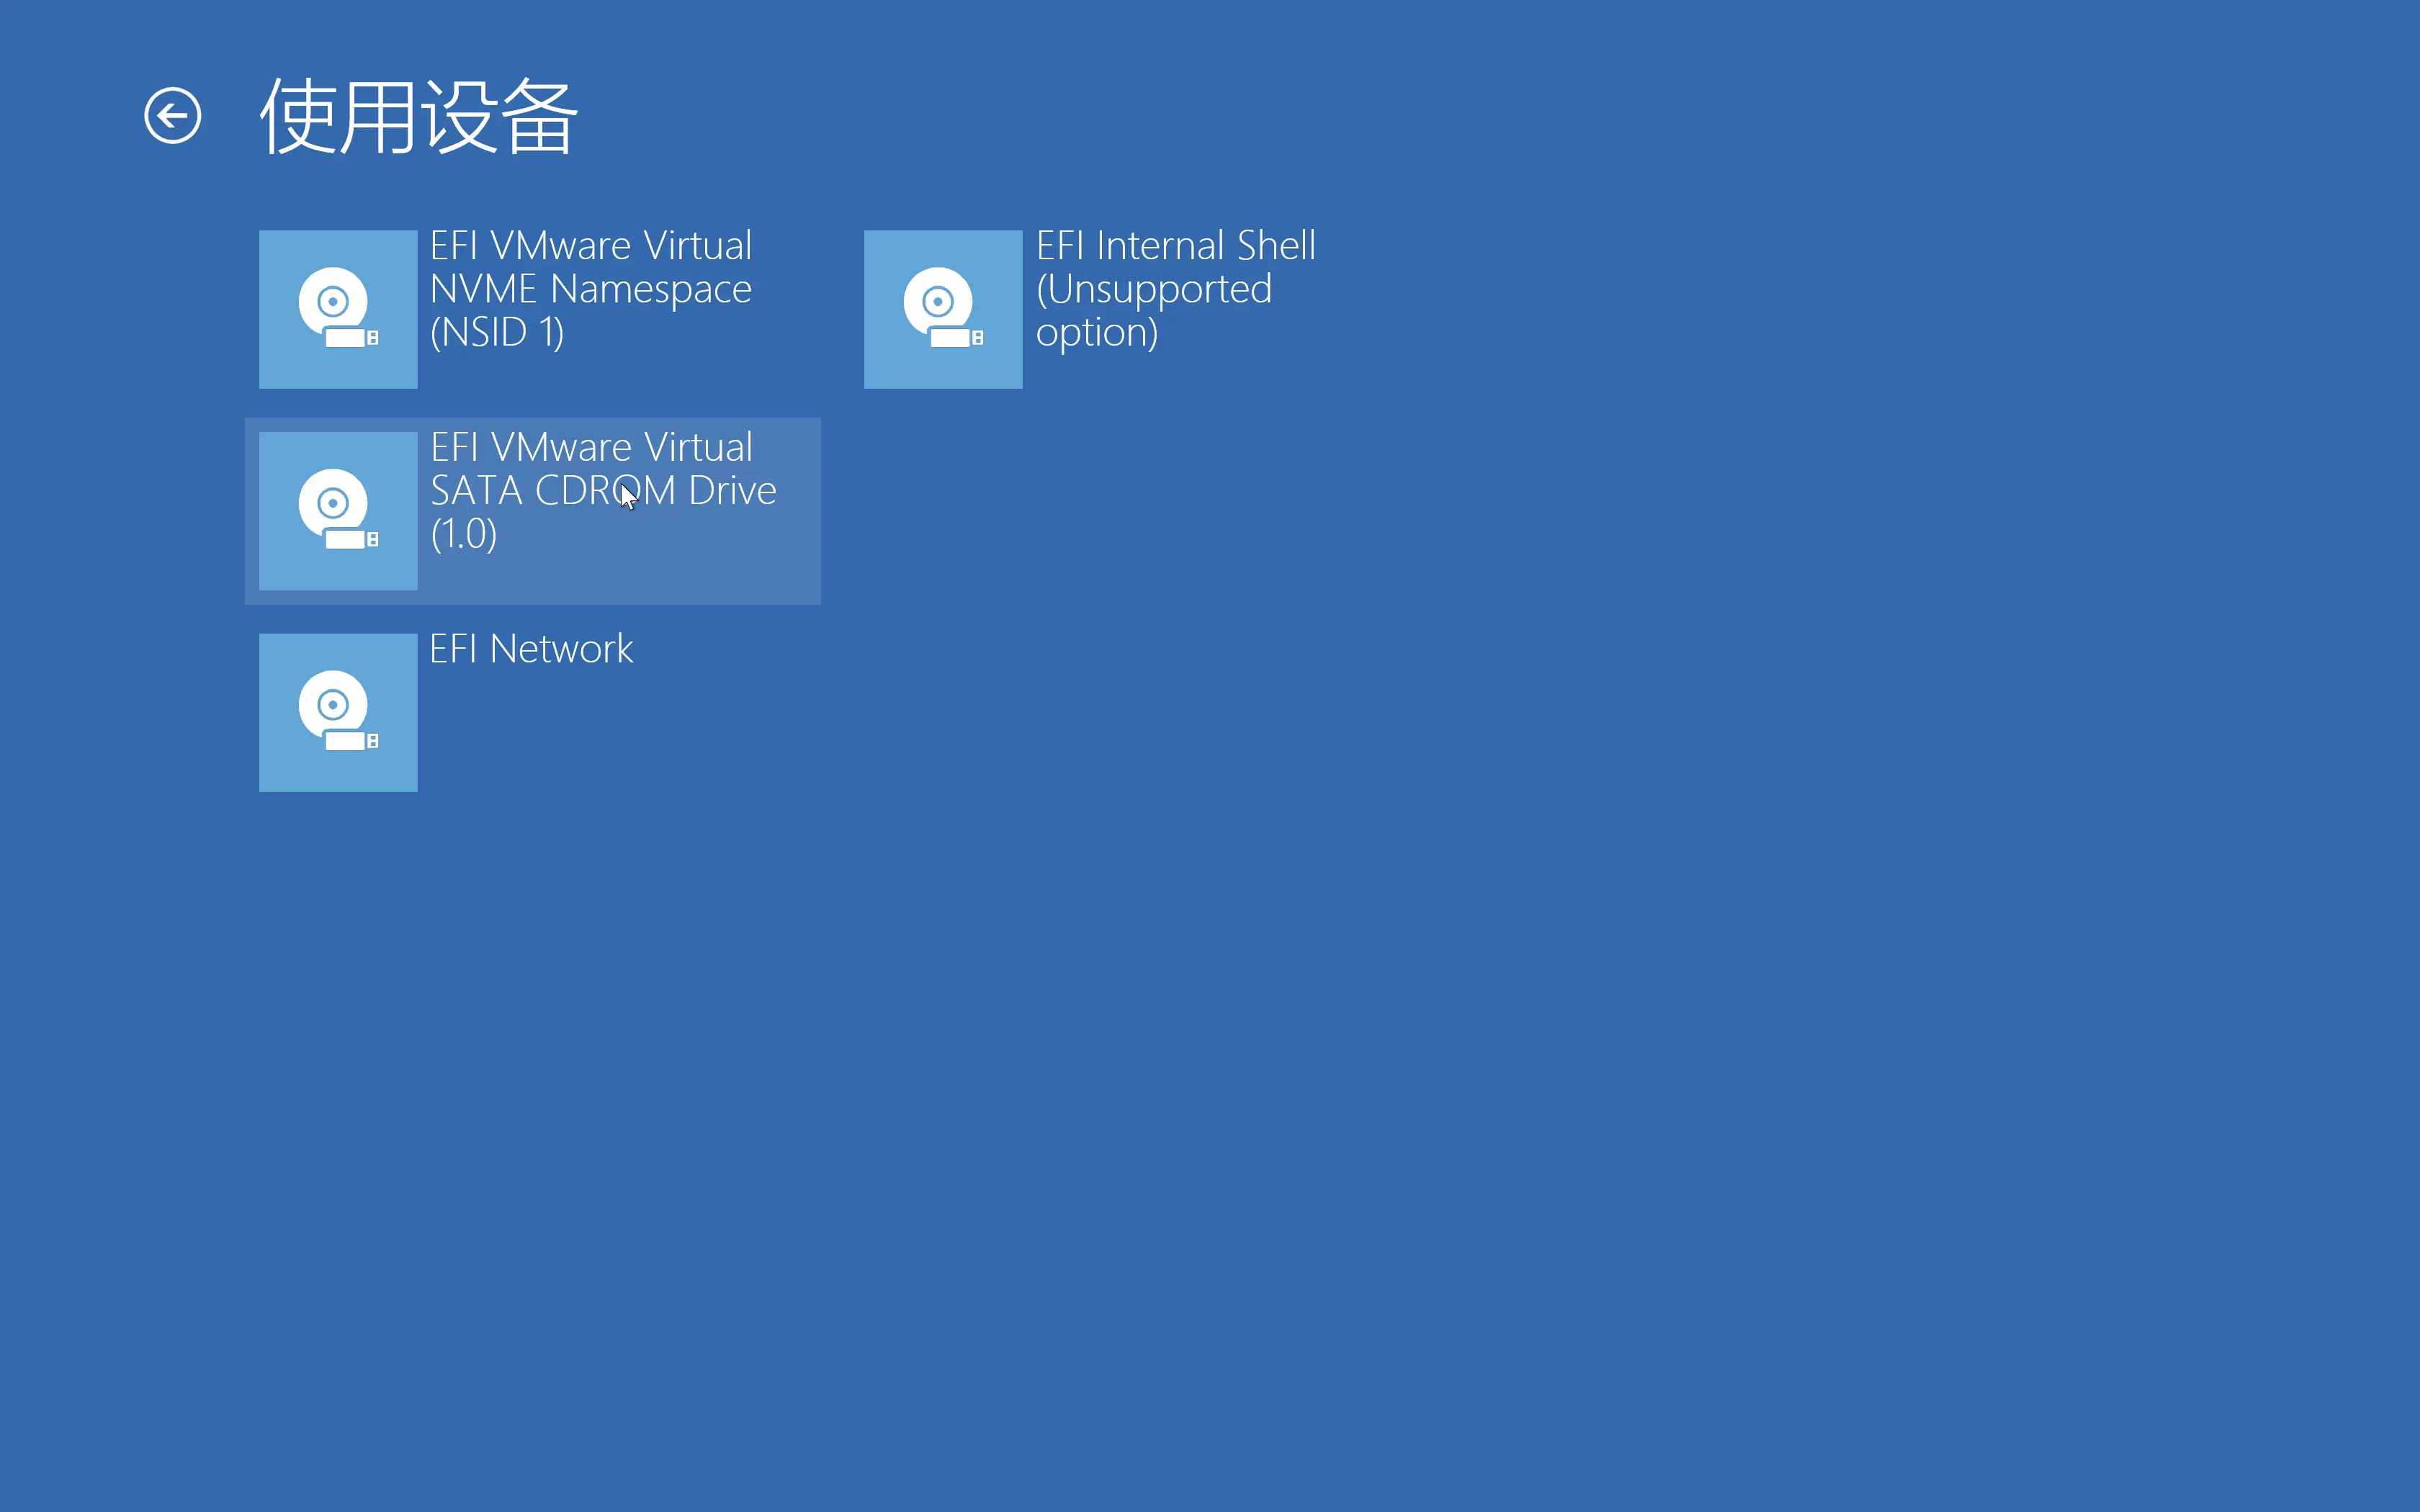 使用设备
EFI VMware Virtual
NVME Namespace
(NSID 1)
EFI Internal Shell
(Unsupported
option)
EFI VMware Virtual
SATA CDROM Drive
(1.0)
EFI Network